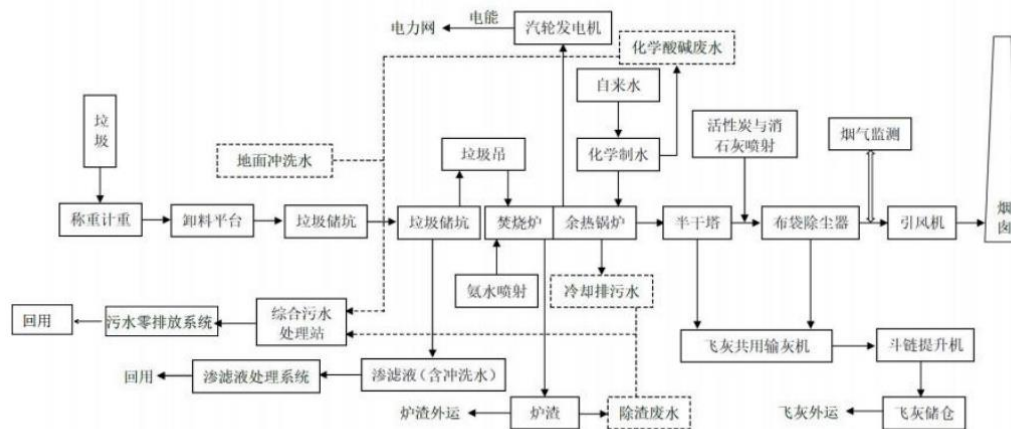 电力网
电能
汽轮发电机
化学酸碱废水
自来水
垃
圾
地面冲洗水
垃圾吊
化学制水
活性炭与消
石灰喷射
烟气监测
称重计重
卸料平台
垃圾储坑
垃圾储坑
焚烧炉
余热锅炉
半干塔
布袋除尘器
引风机
烟
囱
氨水喷射
冷却排污水
回用
污水零排放系统
综合污水
处理站
飞灰共用输灰机
斗链提升机
回用
渗滤液处理系统
渗滤液（含冲洗水）
炉渣外运
炉渣
除渣废水
飞灰外运
飞灰储仓